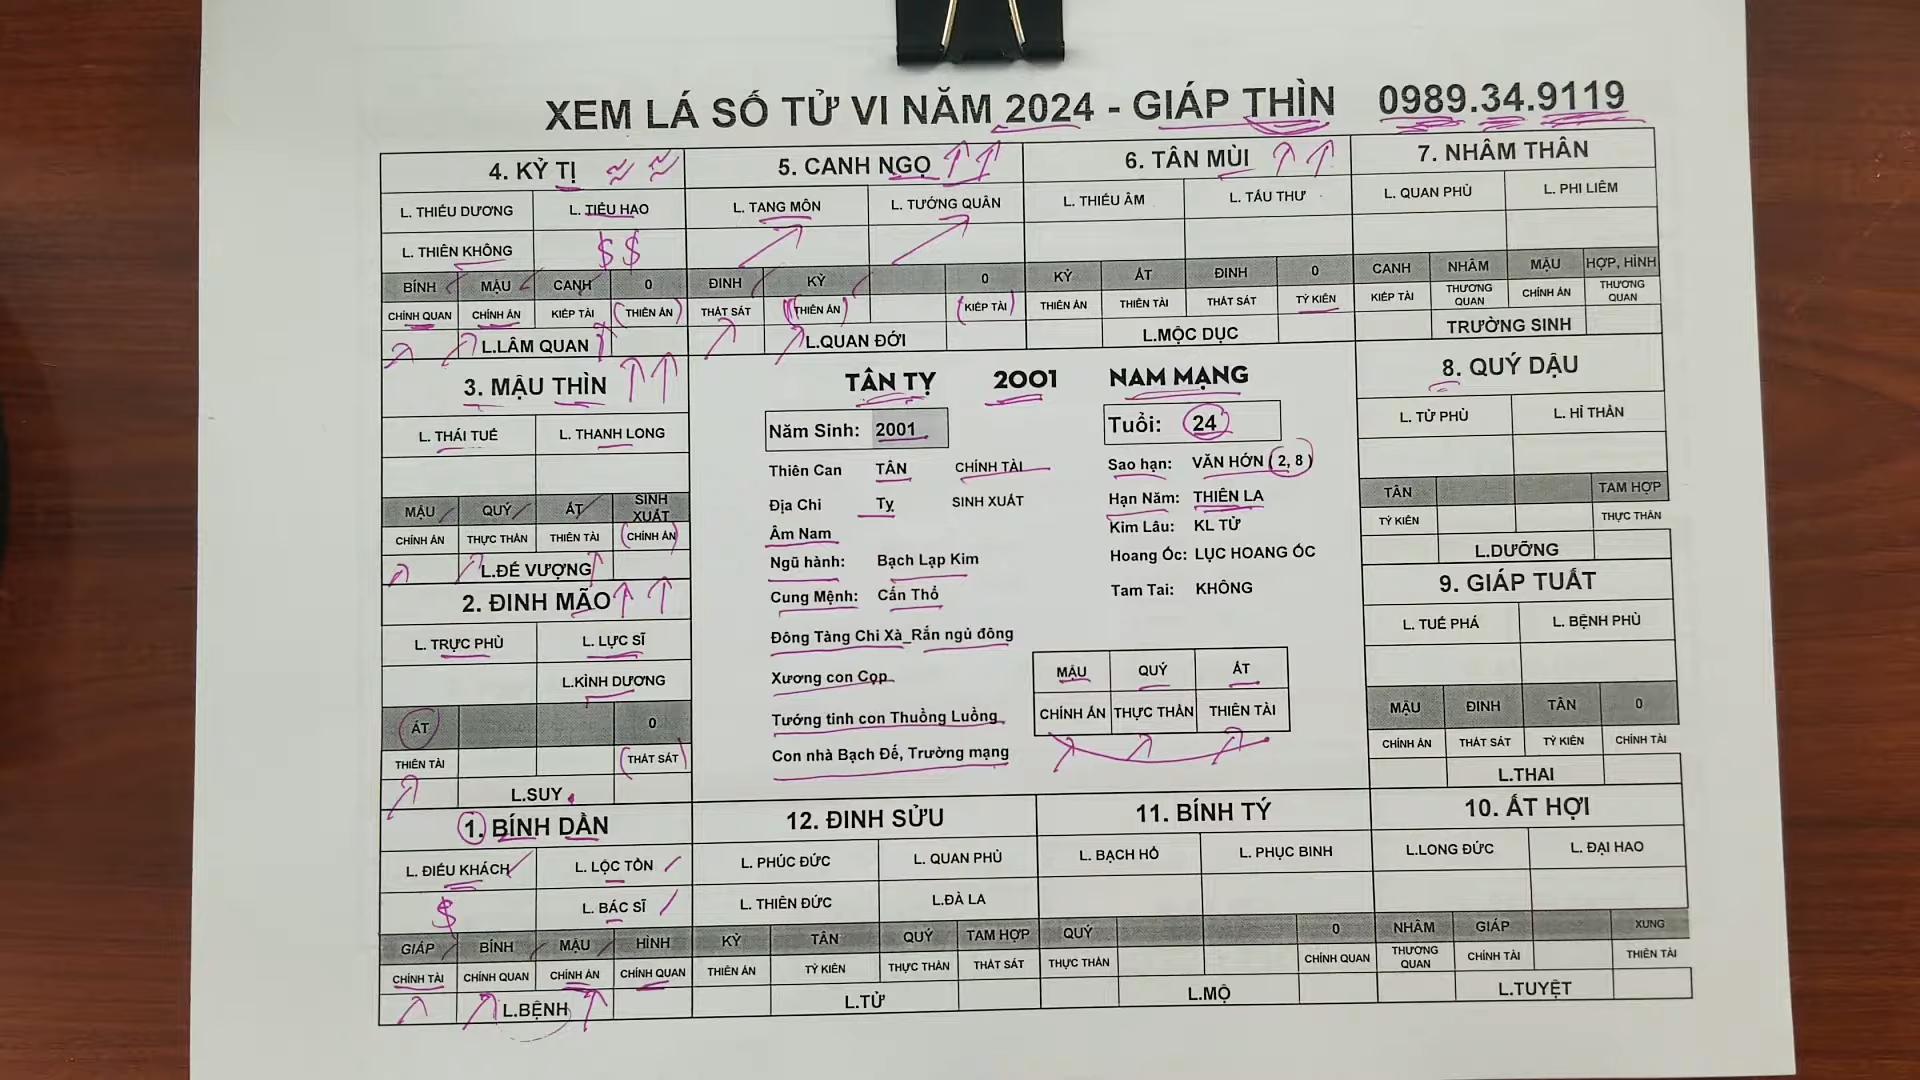 XEM LÁ SỐ TỬ VI NĂM 2024 - GIÁP THÌN 0989.34.9119
4. KỶ TỊ
L. THIẾU DƯƠNG L. TIỂU HAO
L. THIÊN KHÔNG $ $
BÍNH MẬU CANH 0
CHÍNH QUAN CHÍNH ẤN KIẾP TÀI (THIÊN ẤN)
L.LÂM QUAN
5. CANH NGỌ
L. TANG MÔN L. TƯỚNG QUÂN
ĐINH KỶ 0
THẤT SÁT (THIÊN ẤN) (KIẾP TÀI)
L.QUAN ĐỚI
6. TÂN MÙI
L. THIẾU ÂM L. TẤU THƯ
KỶ ẤT ĐINH 0
THIÊN ẤN THIÊN TÀI THẤT SÁT TỶ KIÊN
L.MỘC DỤC
7. NHÂM THÂN
L. QUAN PHÙ L. PHI LIÊM
CANH NHÂM MẬU HỢP, HÌNH
KIẾP TÀI THƯƠNG QUAN CHÍNH ẤN THƯƠNG QUAN
TRƯỜNG SINH
3. MẬU THÌN
L. THÁI TUẾ L. THANH LONG
MẬU QUÝ ẤT SINH XUẤT
CHÍNH ẤN THỰC THẦN THIÊN TÀI (CHÍNH ẤN)
L.ĐẾ VƯỢNG
TÂN TỴ 2001 NAM MẠNG
Năm Sinh: 2001 Tuổi: 24
Thiên Can TÂN CHÍNH TÀI Sao hạn: VĂN HỚN ( 2, 8 )
Địa Chi Tỵ SINH XUẤT Hạn Năm: THIÊN LA
Âm Nam Kim Lâu: KL TỬ
Ngũ hành: Bạch Lạp Kim Hoang Ốc: LỤC HOANG ỐC
Cung Mệnh: Cấn Thổ Tam Tai: KHÔNG
Đông Tàng Chi Xà_Rắn ngủ đông
Xương con Cọp
Tướng tinh con Thuồng Luồng
Con nhà Bạch Đế, Trường mạng
MẬU QUÝ ẤT
CHÍNH ẤN THỰC THẦN THIÊN TÀI
8. QUÝ DẬU
L. TỬ PHÙ L. HỈ THẦN
TÂN TAM HỢP
TỶ KIÊN THỰC THẦN
L.DƯỠNG
2. ĐINH MÃO
L. TRỰC PHÙ L. LỰC SĨ
L.KÌNH DƯƠNG
ẤT 0
THIÊN TÀI (THẤT SÁT)
L.SUY
9. GIÁP TUẤT
L. TUẾ PHÁ L. BỆNH PHÙ
MẬU ĐINH TÂN 0
CHÍNH ẤN THẤT SÁT TỶ KIÊN CHÍNH TÀI
L.THAI
1. BÍNH DẦN
L. ĐIẾU KHÁCH L. LỘC TỒN
$ L. BÁC SĨ
GIÁP BÍNH MẬU HÌNH
CHÍNH TÀI CHÍNH QUAN CHÍNH ẤN CHÍNH QUAN
L.BỆNH
12. ĐINH SỬU
L. PHÚC ĐỨC L. QUAN PHỦ
L. THIÊN ĐỨC L.ĐÀ LA
KỶ TÂN QUÝ TAM HỢP
THIÊN ẤN TỶ KIÊN THỰC THẦN THẤT SÁT
L.TỬ
11. BÍNH TÝ
L. BẠCH HỔ L. PHỤC BINH
QUÝ 0
THỰC THẦN CHÍNH QUAN
L.MỘ
10. ẤT HỢI
L.LONG ĐỨC L. ĐẠI HAO
NHÂM GIÁP XUNG
THƯƠNG QUAN CHÍNH TÀI THIÊN TÀI
L.TUYỆT